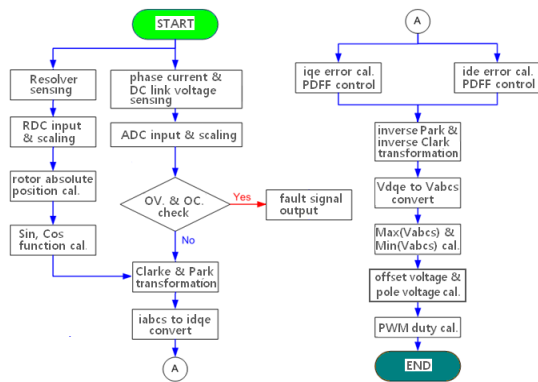 START
Resolver
sensing
RDC input
& scaling
rotor absolute
position cal.
Sin, Cos
function cal.
phase current &
DC link voltage
sensing
ADC input & scaling
OV. & OC.
check
Yes
fault signal
output
No
Clarke & Park
transformation
iabcs to idqe
convert
A
A
iqe error cal.
PDFF control
ide error cal.
PDFF control
inverse Park &
inverse Clark
transformation
Vdqe to Vabcs
convert
Max(Vabcs) &
Min(Vabcs) cal.
offset voltage &
pole voltage cal.
PWM duty cal.
END